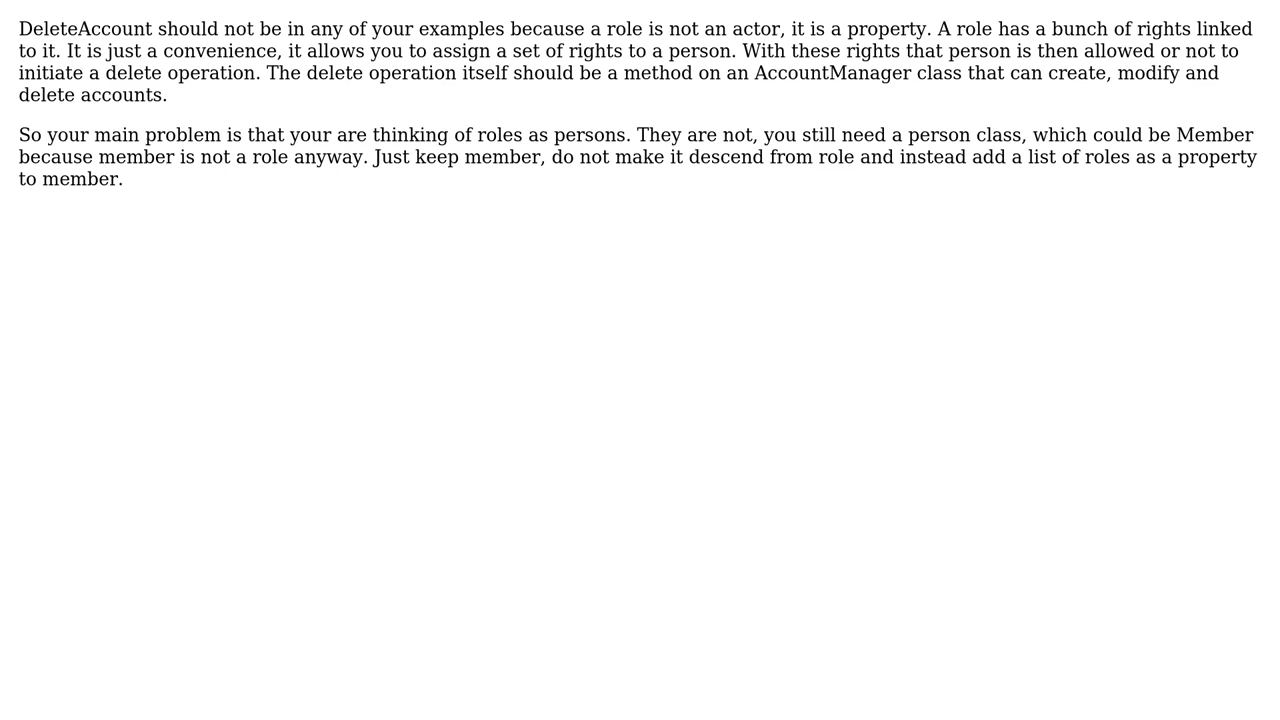 DeleteAccount should not be in any of your examples because a role is not an actor, it is a property. A role has a bunch of rights linked
to it. It is just a convenience, it allows you to assign a set of rights to a person. With these rights that person is then allowed or not to
initiate a delete operation. The delete operation itself should be a method on an AccountManager class that can create, modify and
delete accounts.
So your main problem is that your are thinking of roles as persons. They are not, you still need a person class, which could be Member
because member is not a role anyway. Just keep member, do not make it descend from role and instead add a list of roles as a property
to member.